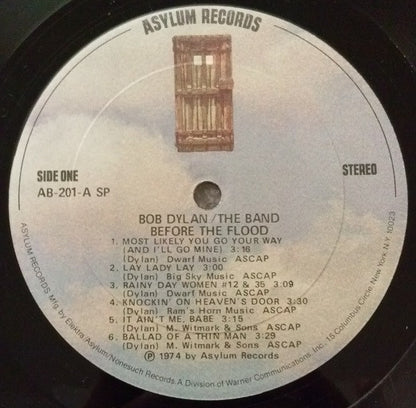 ASYLUM RECORDS
SIDE ONE
AB-201-A SP
STEREO
BOB DYLAN/THE BAND
BEFORE THE FLOOD
1. MOST LIKELY YOU GO YOUR WAY
(AND I'LL GO MINE) 3:16
(Dylan) Dwarf Music ASCAP
2. LAY LADY LAY 3:00
(Dylan) Big Sky Music ASCAP
3. RAINY DAY WOMEN #12 & 35 3:09
(Dylan) Dwarf Music ASCAP
4. KNOCKIN' ON HEAVEN'S DOOR 3:30
(Dylan) Ram's Horn Music ASCAP
5. IT AIN'T ME, BABE 3:15
(Dylan) M. Witmark & Sons ASCAP
6. BALLAD OF A THIN MAN 3:29
(Dylan) M. Witmark & Sons ASCAP
Ⓟ 1974 by Asylum Records
ASYLUM RECORDS Mfg by Elektra/Asylum/Nonesuch Records A Division of Warner Communications, Inc., 15 Columbus Circle, New York, N.Y. 10023